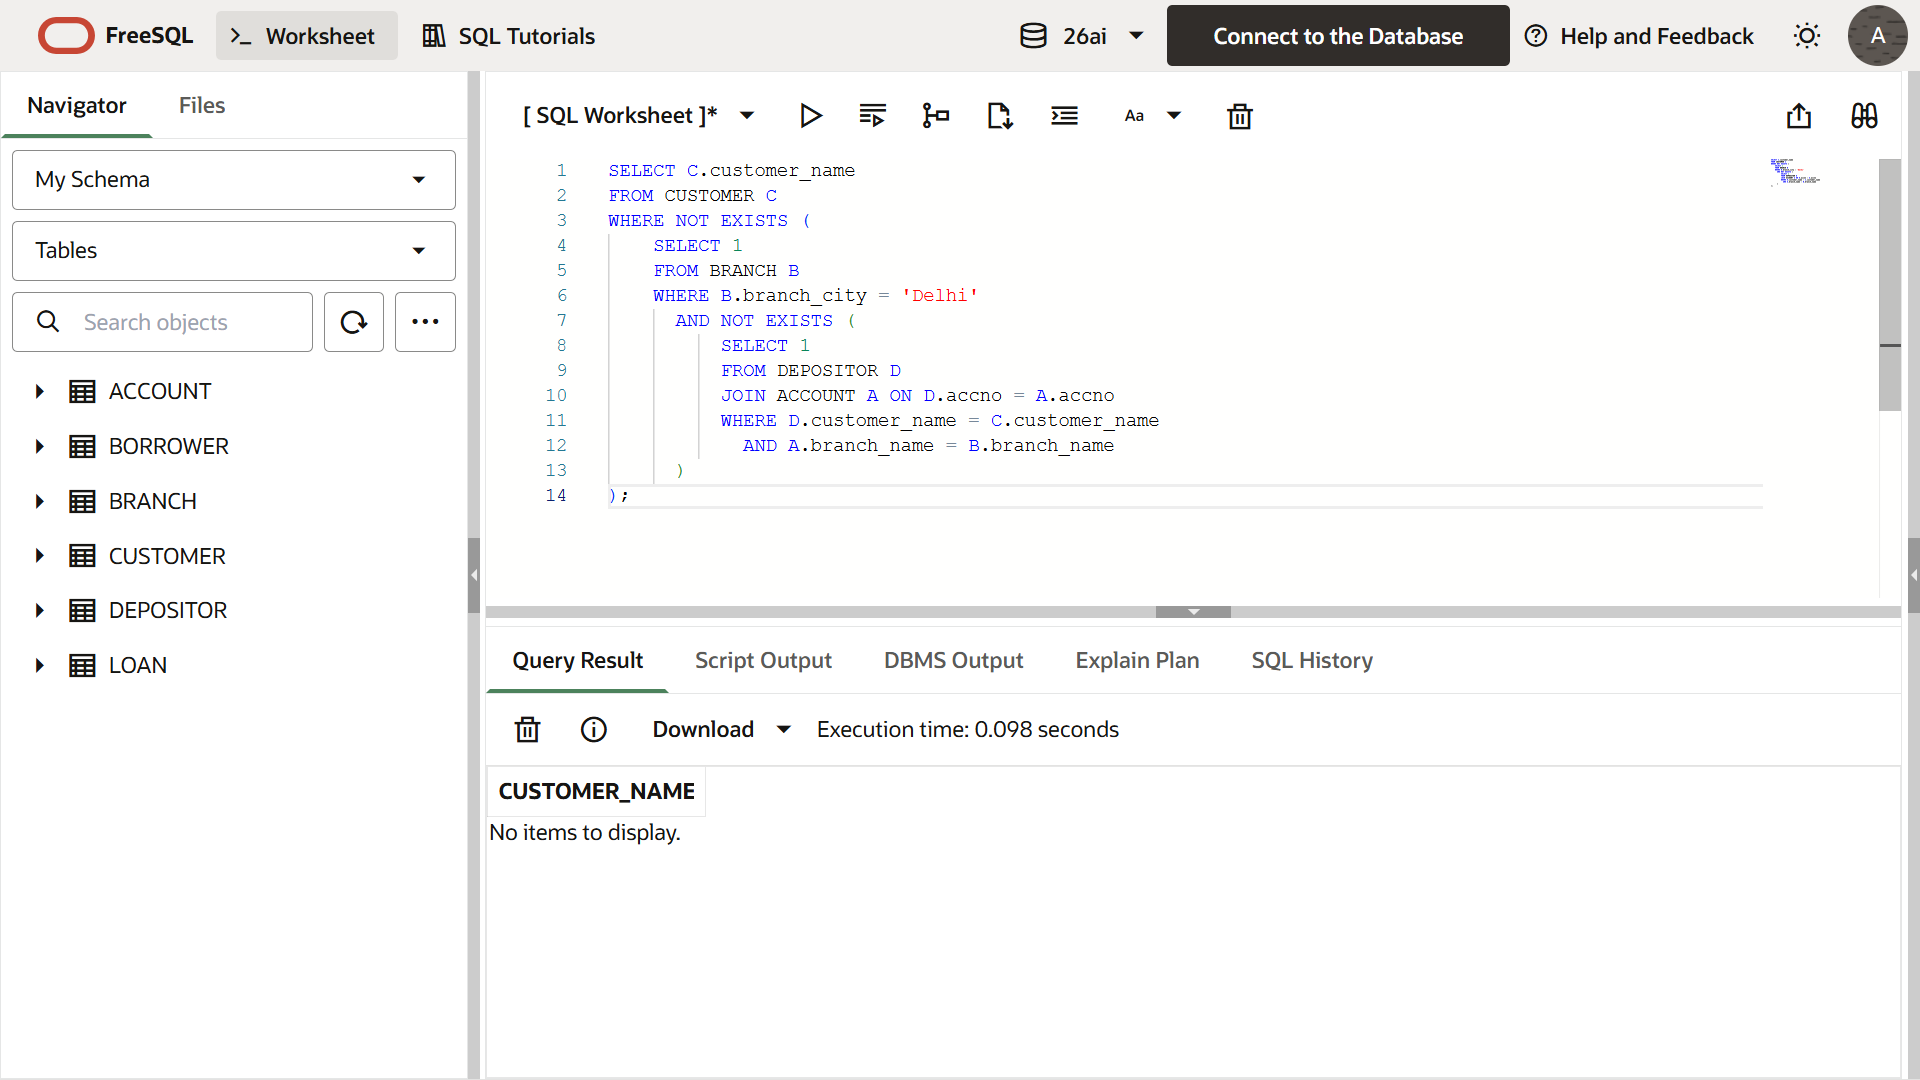 FreeSQL
Worksheet
SQL Tutorials
26ai
Connect to the Database
Help and Feedback
A
Navigator
Files
My Schema
Tables
Search objects
ACCOUNT
BORROWER
BRANCH
CUSTOMER
DEPOSITOR
LOAN
[ SQL Worksheet ]*
Aa
1 SELECT C.customer_name
2 FROM CUSTOMER C
3 WHERE NOT EXISTS (
4 SELECT 1
5 FROM BRANCH B
6 WHERE B.branch_city = 'Delhi'
7 AND NOT EXISTS (
8 SELECT 1
9 FROM DEPOSITOR D
10 JOIN ACCOUNT A ON D.accno = A.accno
11 WHERE D.customer_name = C.customer_name
12 AND A.branch_name = B.branch_name
13 )
14 );
Query Result
Script Output
DBMS Output
Explain Plan
SQL History
Download
Execution time: 0.098 seconds
CUSTOMER_NAME
No items to display.